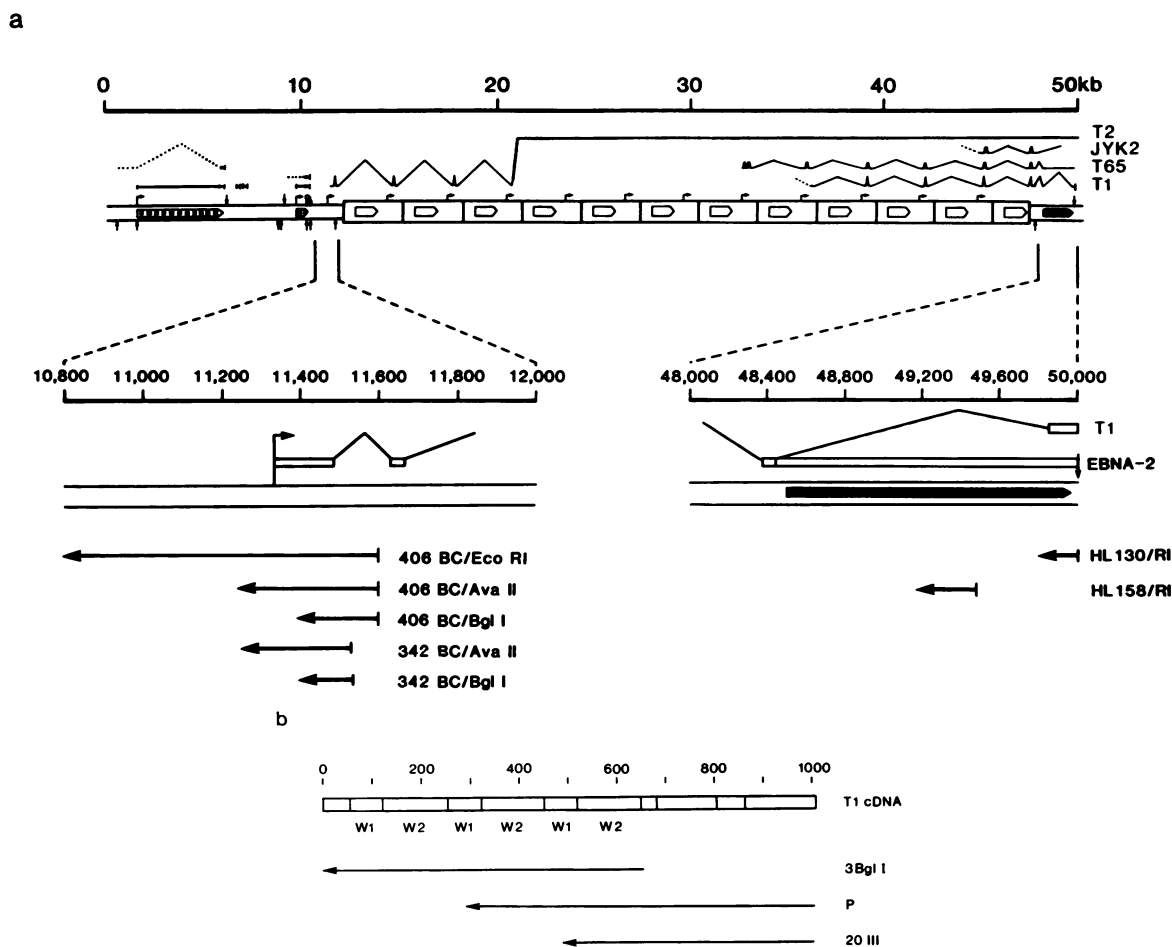 a
0 10 20 30 40 50kb
T2
JYK2
T65
T1
10,800 11,000 11,200 11,400 11,600 11,800 12,000
48,000 48,400 48,800 49,200 49,600 50,000
T1
EBNA-2
406 BC/Eco RI
HL130/RI
406 BC/Ava II
HL158/RI
406 BC/Bgl I
342 BC/Ava II
342 BC/Bgl I
b
0 200 400 600 800 1000
T1 cDNA
W1 W2 W1 W2 W1 W2
3Bgl I
P
20 III